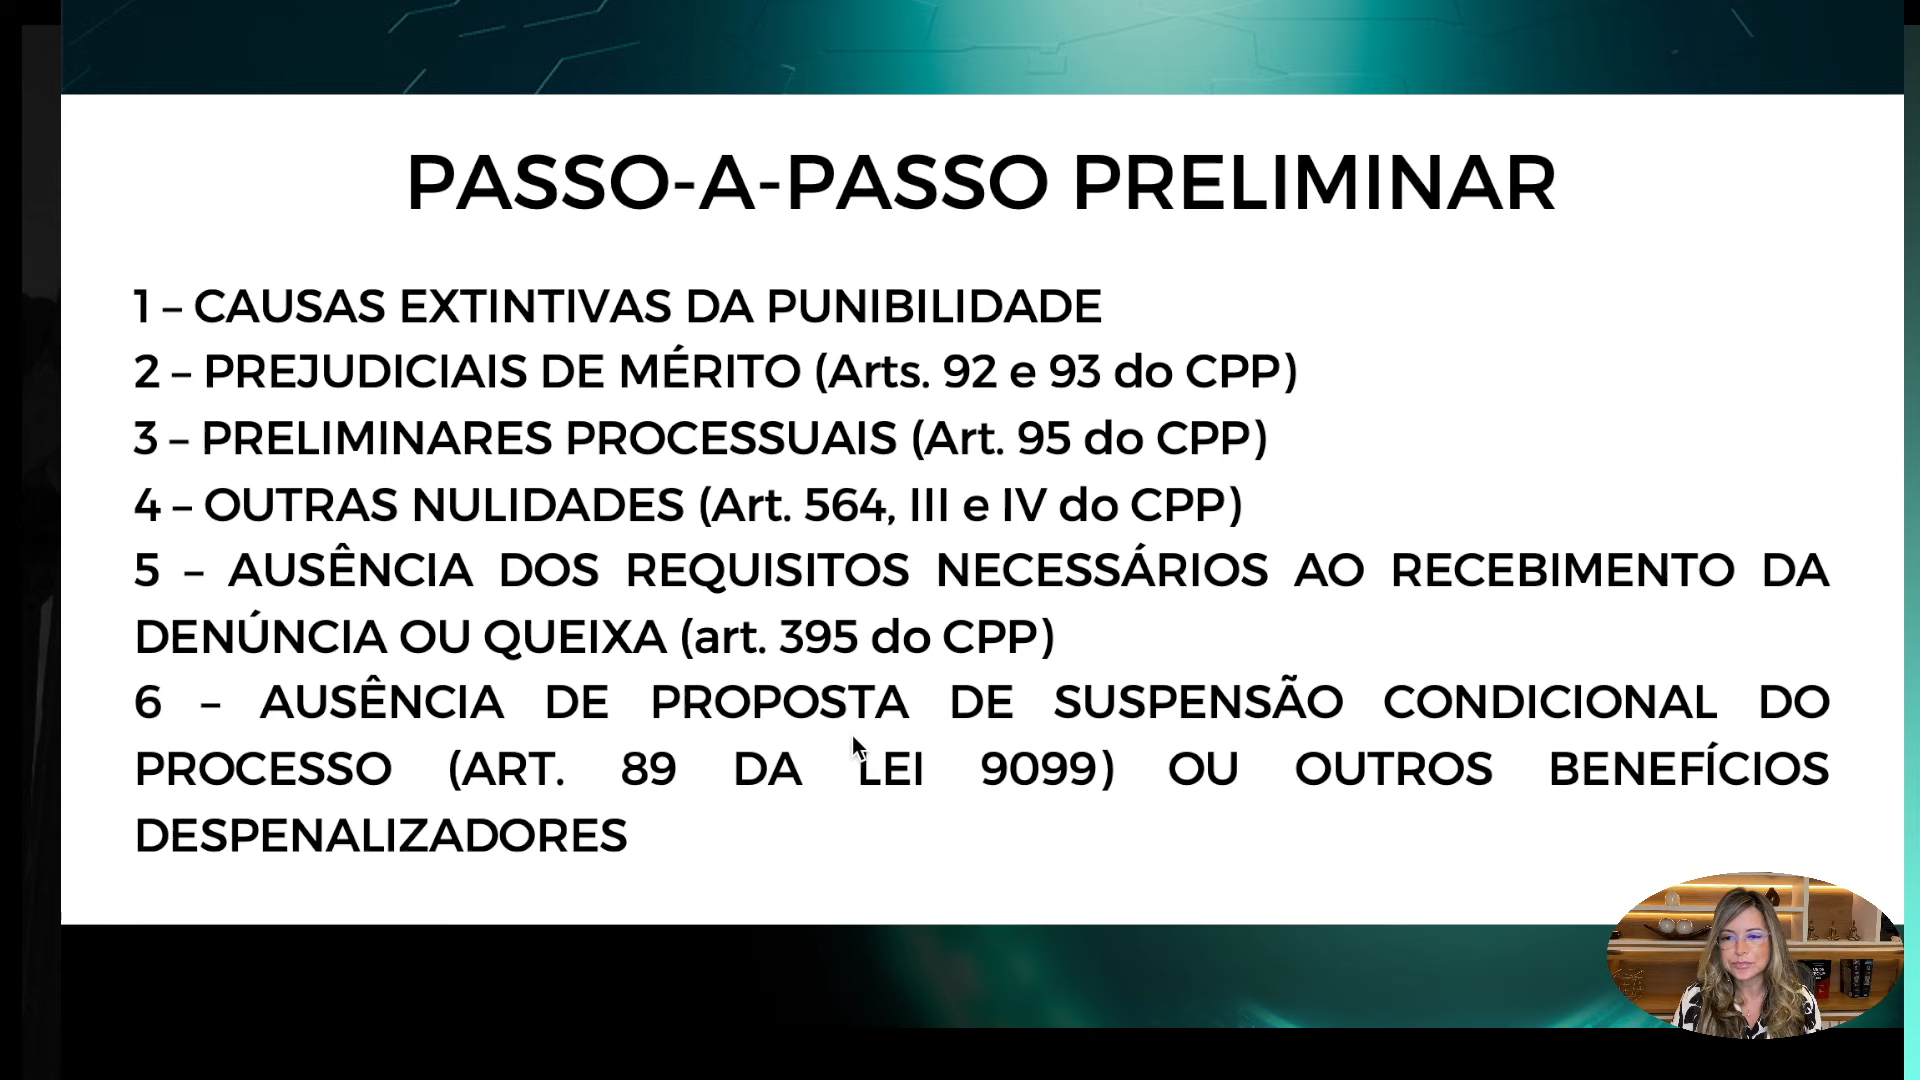 PASSO-A-PASSO PRELIMINAR
1 – CAUSAS EXTINTIVAS DA PUNIBILIDADE
2 – PREJUDICIAIS DE MÉRITO (Arts. 92 e 93 do CPP)
3 – PRELIMINARES PROCESSUAIS (Art. 95 do CPP)
4 – OUTRAS NULIDADES (Art. 564, III e IV do CPP)
5 – AUSÊNCIA DOS REQUISITOS NECESSÁRIOS AO RECEBIMENTO DA
DENÚNCIA OU QUEIXA (art. 395 do CPP)
6 – AUSÊNCIA DE PROPOSTA DE SUSPENSÃO CONDICIONAL DO
PROCESSO (ART. 89 DA LEI 9099) OU OUTROS BENEFÍCIOS
DESPENALIZADORES